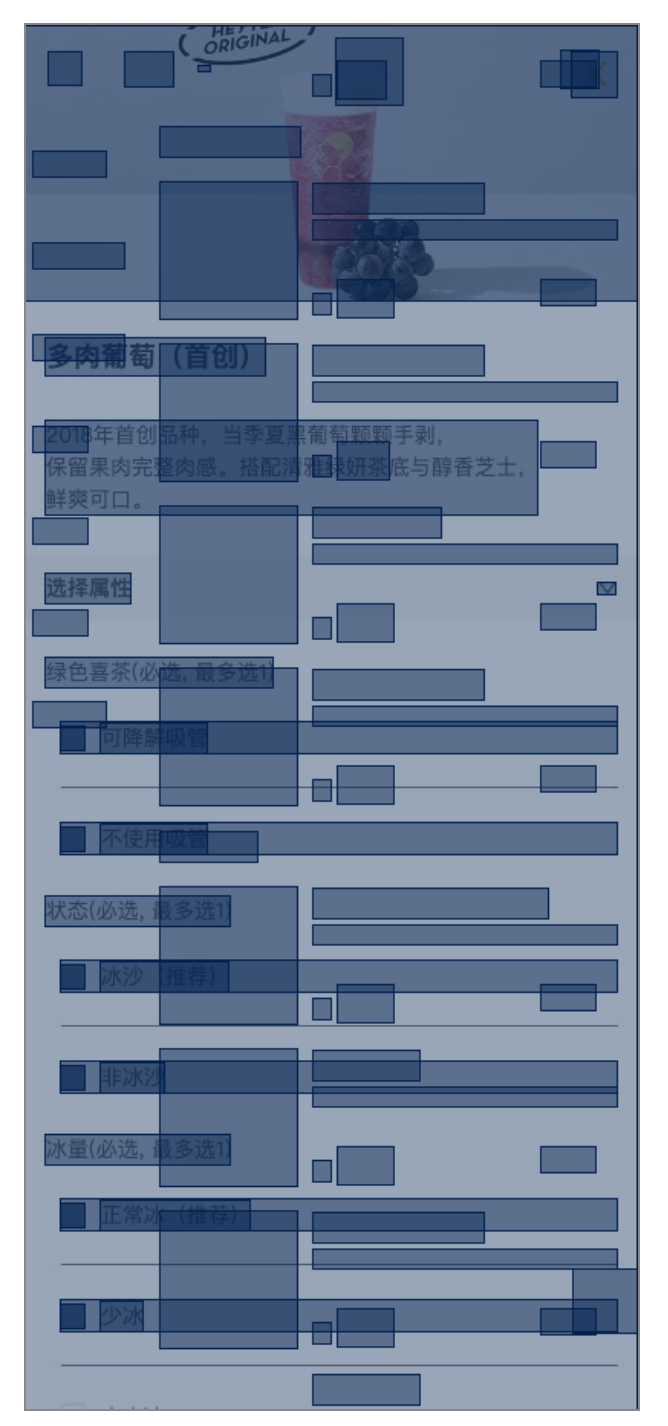 ORIGINAL
多肉葡萄（首创）
2018年首创品种，当季夏黑葡萄颗颗手剥，
保留果肉完整肉感。搭配清雅绿妍茶底与醇香芝士，
鲜爽可口。
选择属性
绿色喜茶(必选, 最多选1)
可降解吸管
不使用吸管
状态(必选, 最多选1)
冰沙（推荐）
非冰沙
冰量(必选, 最多选1)
正常冰（推荐）
少冰